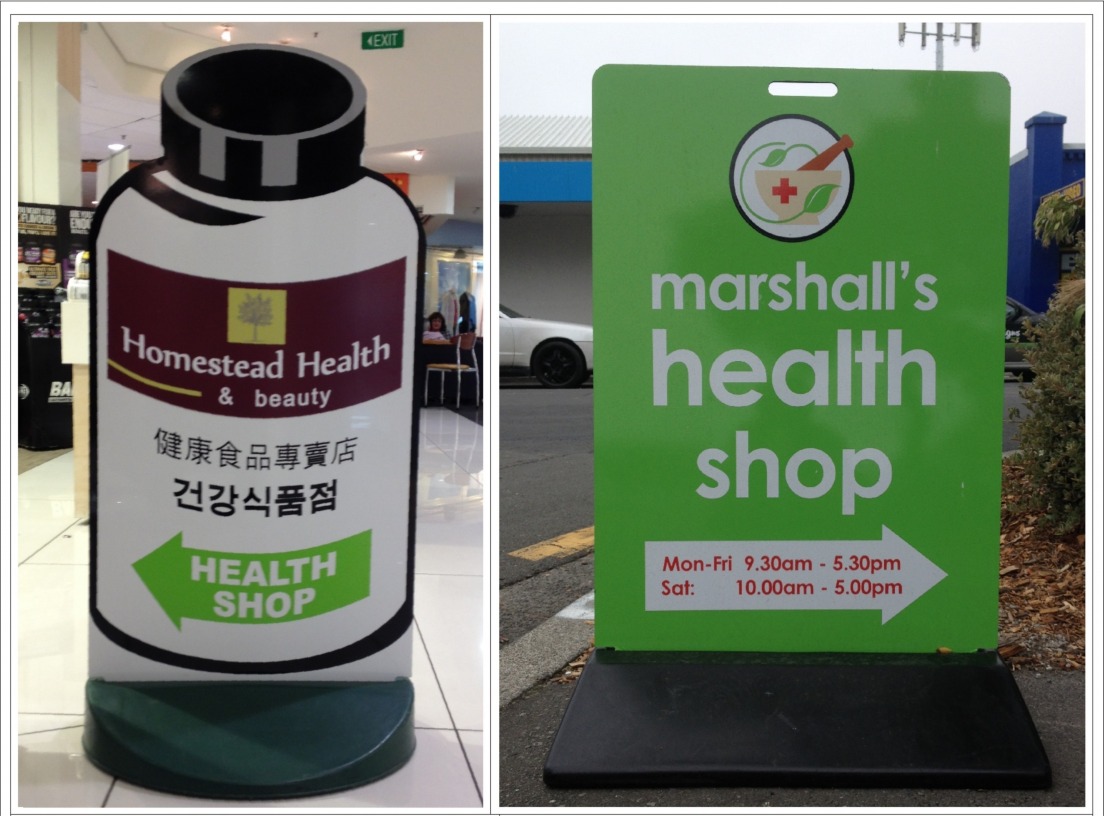 EXIT
Homestead Health
& beauty
健康食品專賣店
건강식품점
HEALTH
SHOP
marshall's
health
shop
Mon-Fri 9.30am - 5.30pm
Sat: 10.00am - 5.00pm